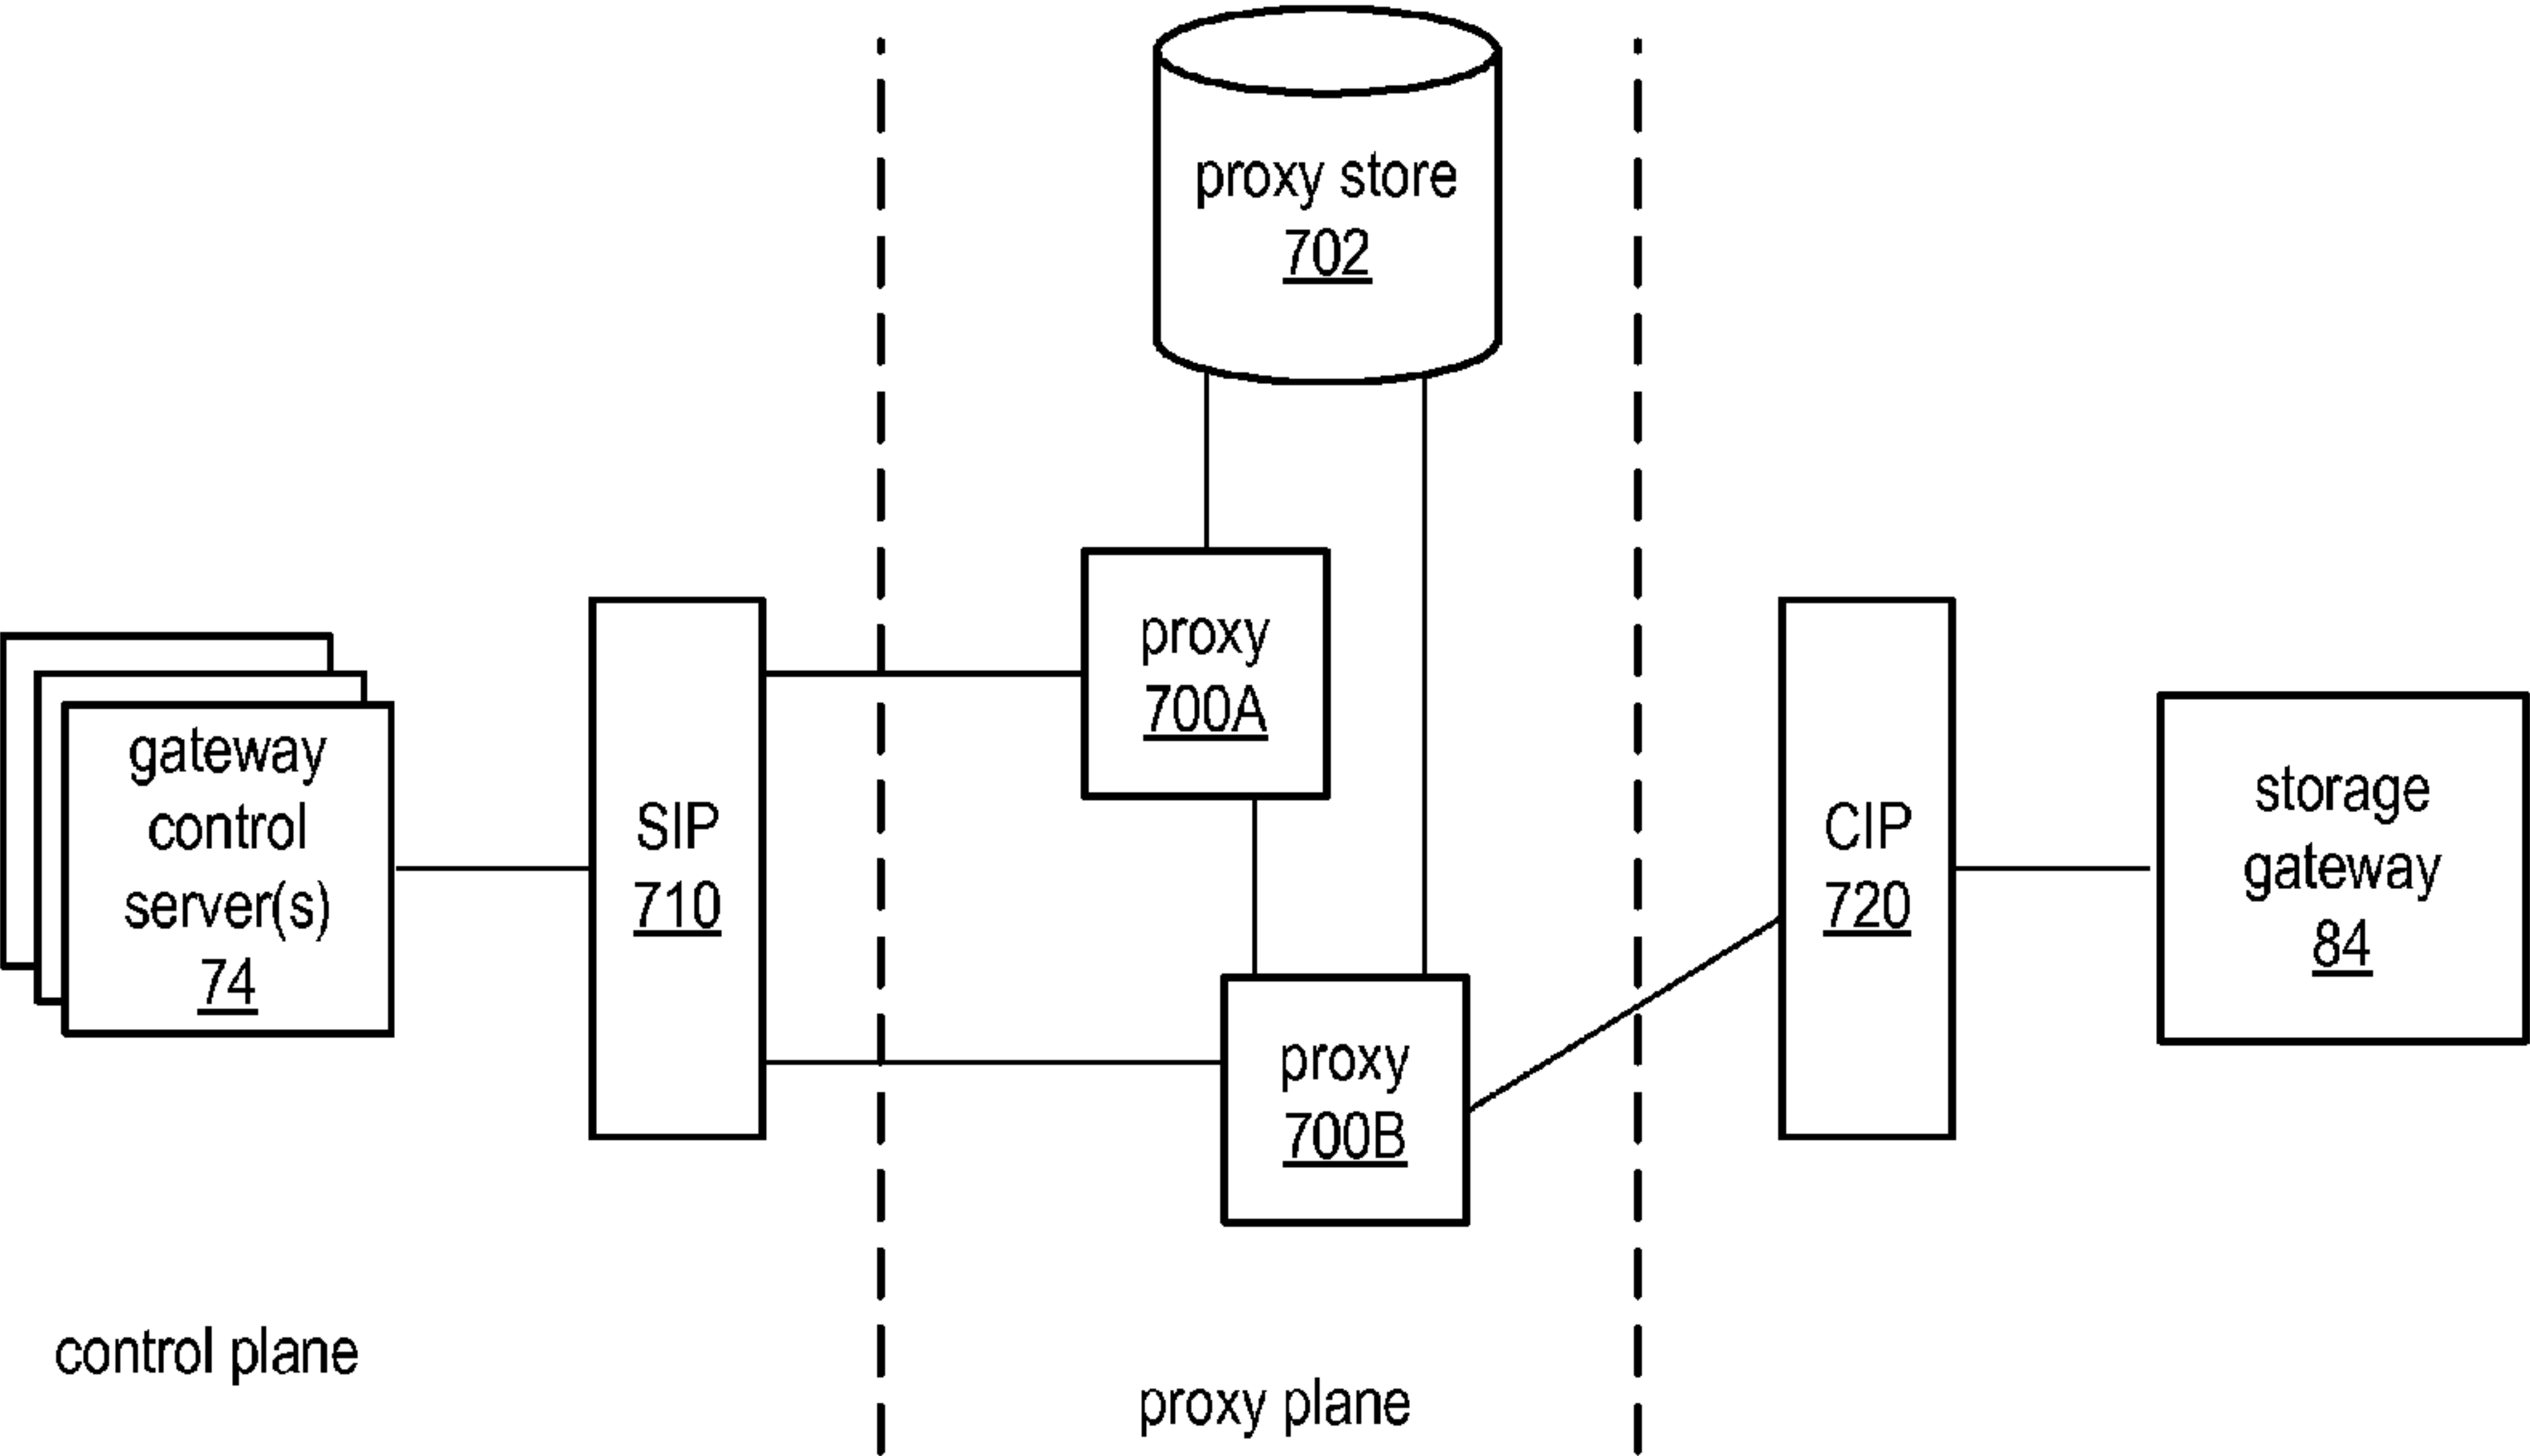 proxy store
702
proxy
700A
gateway
control
server(s)
74
SIP
710
CIP
720
storage
gateway
84
proxy
700B
control plane
proxy plane